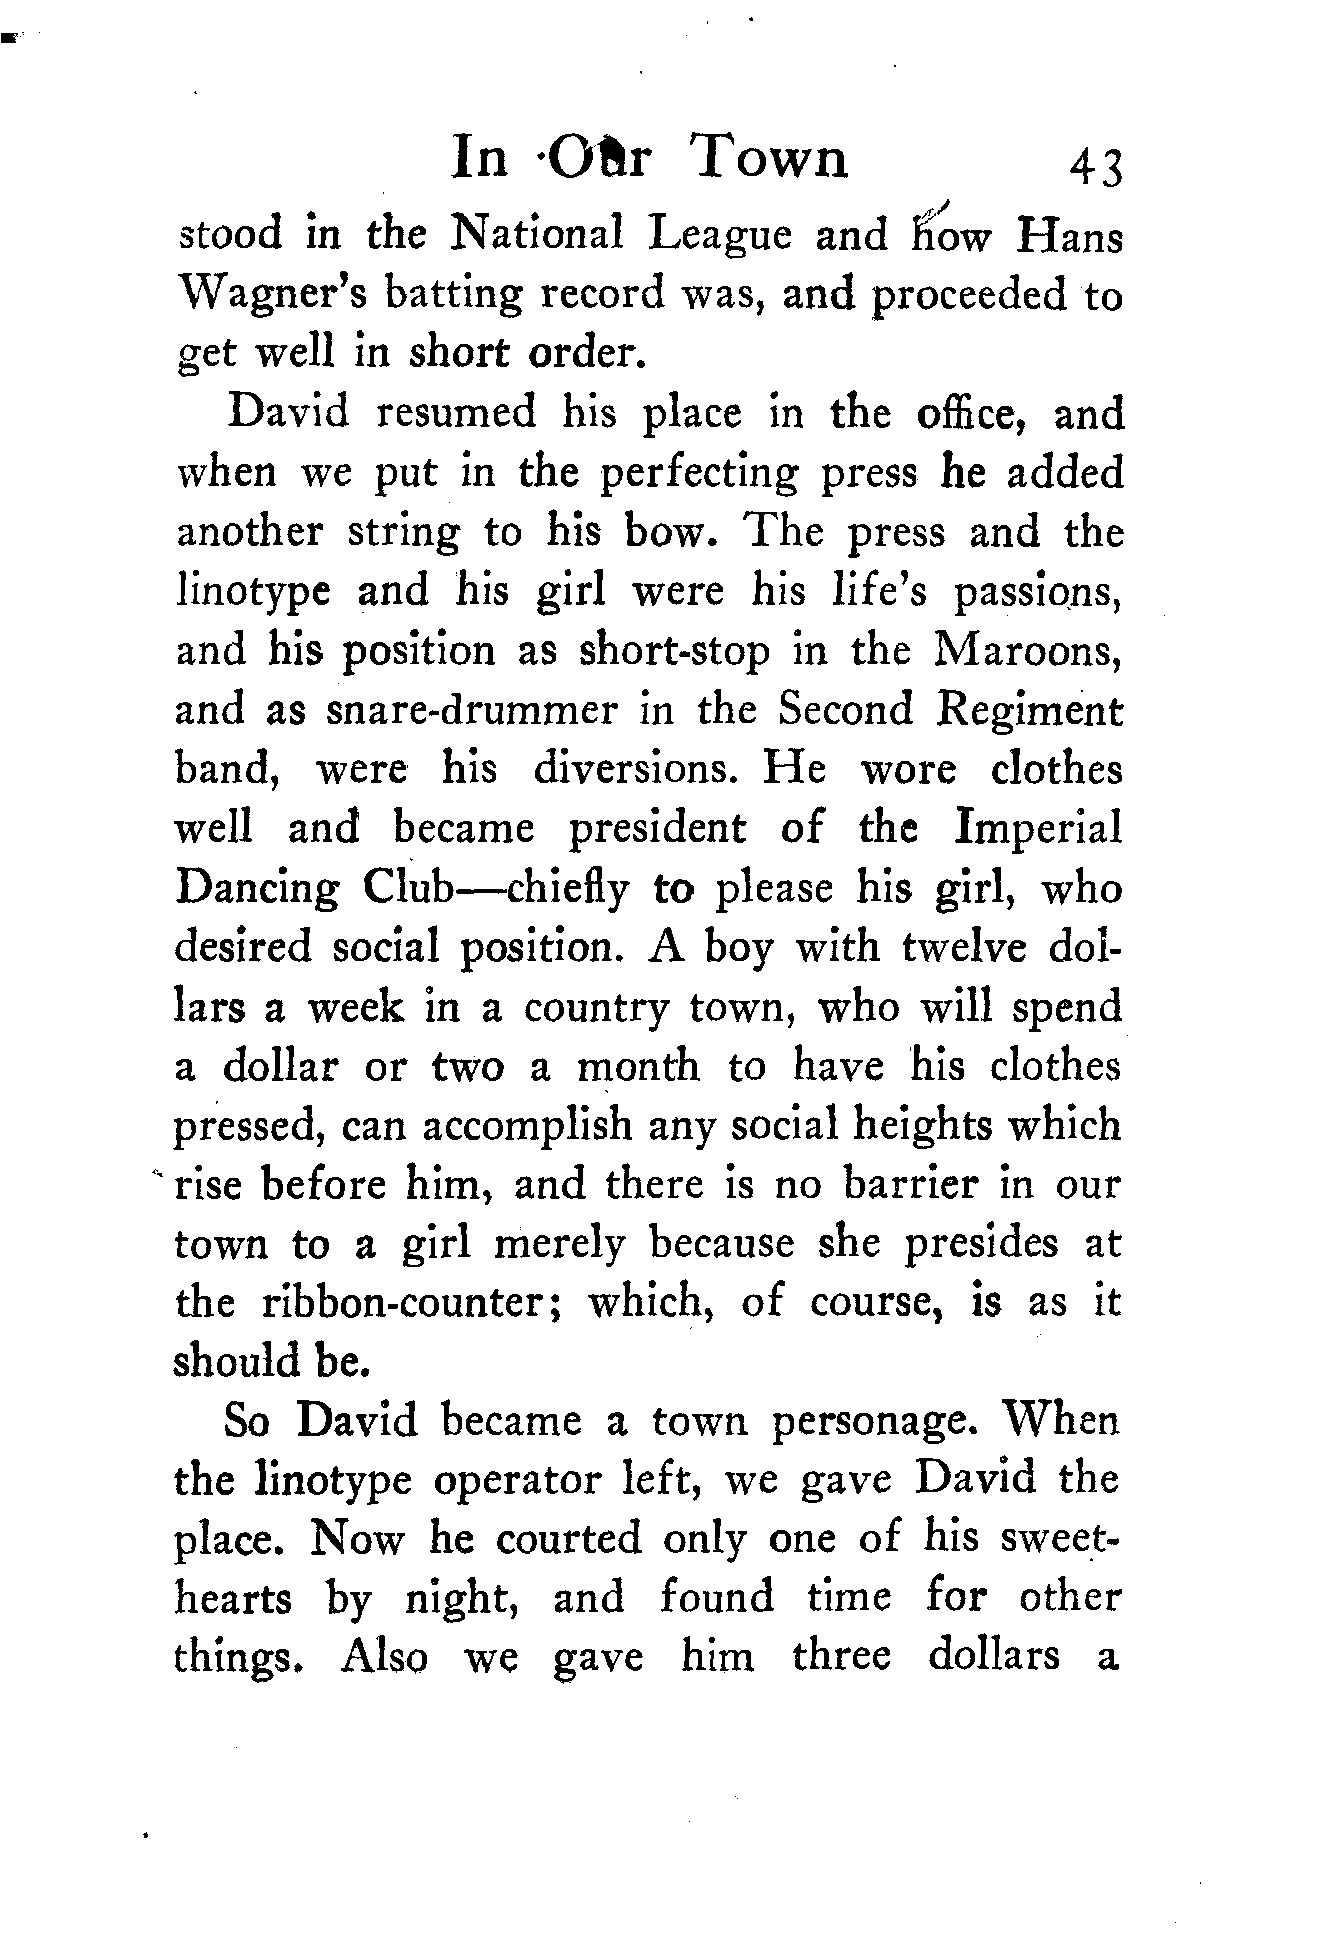 In Our Town 43
stood in the National League and how Hans
Wagner's batting record was, and proceeded to
get well in short order.
David resumed his place in the office, and
when we put in the perfecting press he added
another string to his bow. The press and the
linotype and his girl were his life's passions,
and his position as short-stop in the Maroons,
and as snare-drummer in the Second Regiment
band, were his diversions. He wore clothes
well and became president of the Imperial
Dancing Club—chiefly to please his girl, who
desired social position. A boy with twelve dol-
lars a week in a country town, who will spend
a dollar or two a month to have his clothes
pressed, can accomplish any social heights which
rise before him, and there is no barrier in our
town to a girl merely because she presides at
the ribbon-counter; which, of course, is as it
should be.
So David became a town personage. When
the linotype operator left, we gave David the
place. Now he courted only one of his sweet-
hearts by night, and found time for other
things. Also we gave him three dollars a